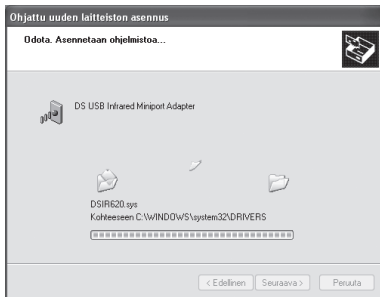 Ohjattu uuden laitteiston asennus
Odota. Asennetaan ohjelmistoa...
DS USB Infrared Miniport Adapter
DSIR620.sys
Kohteeseen C:\WINDOWS\system32\DRIVERS
< Edellinen
Seuraava >
Peruuta